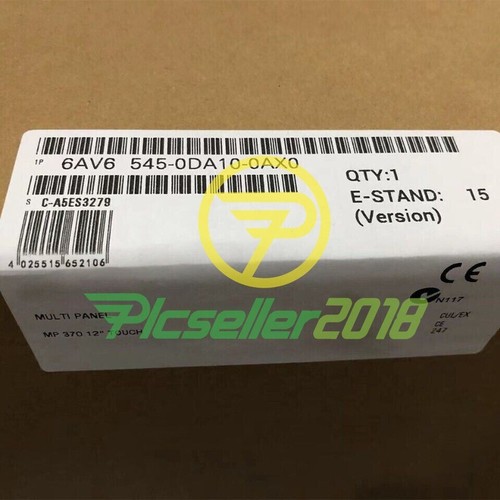 1P 6AV6 545-0DA10-0AX0
QTY:1
S C-A5ES3279
E-STAND: 15
(Version)
4 025515 652106
N117
MULTI PANEL
Plcseller2018
CUL/EX
MP 370 12" TOUCH
CE
247